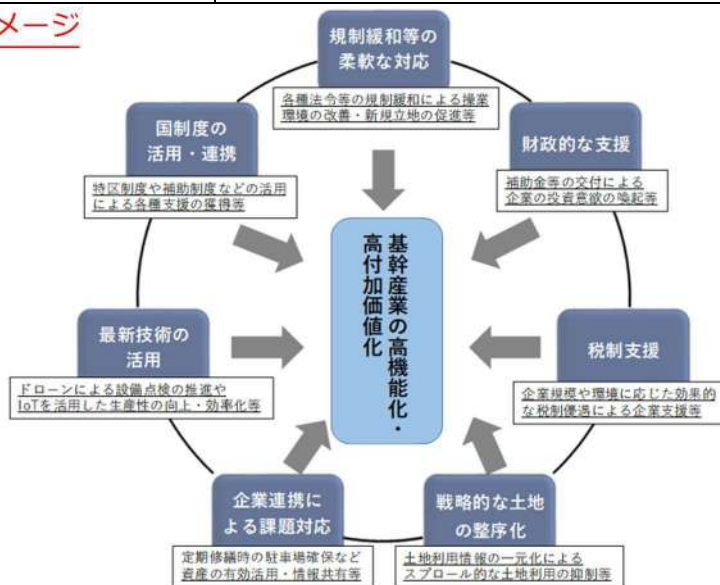 メージ
規制緩和等の
柔軟な対応
各種法令等の規制緩和による操業
環境の改善・新規立地の促進等
国制度の
活用・連携
特区制度や補助制度などの活用
による各種支援の獲得等
財政的な支援
補助金等の交付による
企業の投資意欲の喚起等
基幹産業の高機能化・
高付加価値化
最新技術の
活用
ドローンによる設備点検の推進や
IoTを活用した生産性の向上・効率化等
税制支援
企業規模や環境に応じた効果的
な税制優遇による企業支援等
企業連携に
よる課題対応
定期修繕時の駐車場確保など
資産の有効活用・情報共有等
戦略的な土地
の整序化
土地利用情報の一元化による
スプロール的な土地利用の抑制等